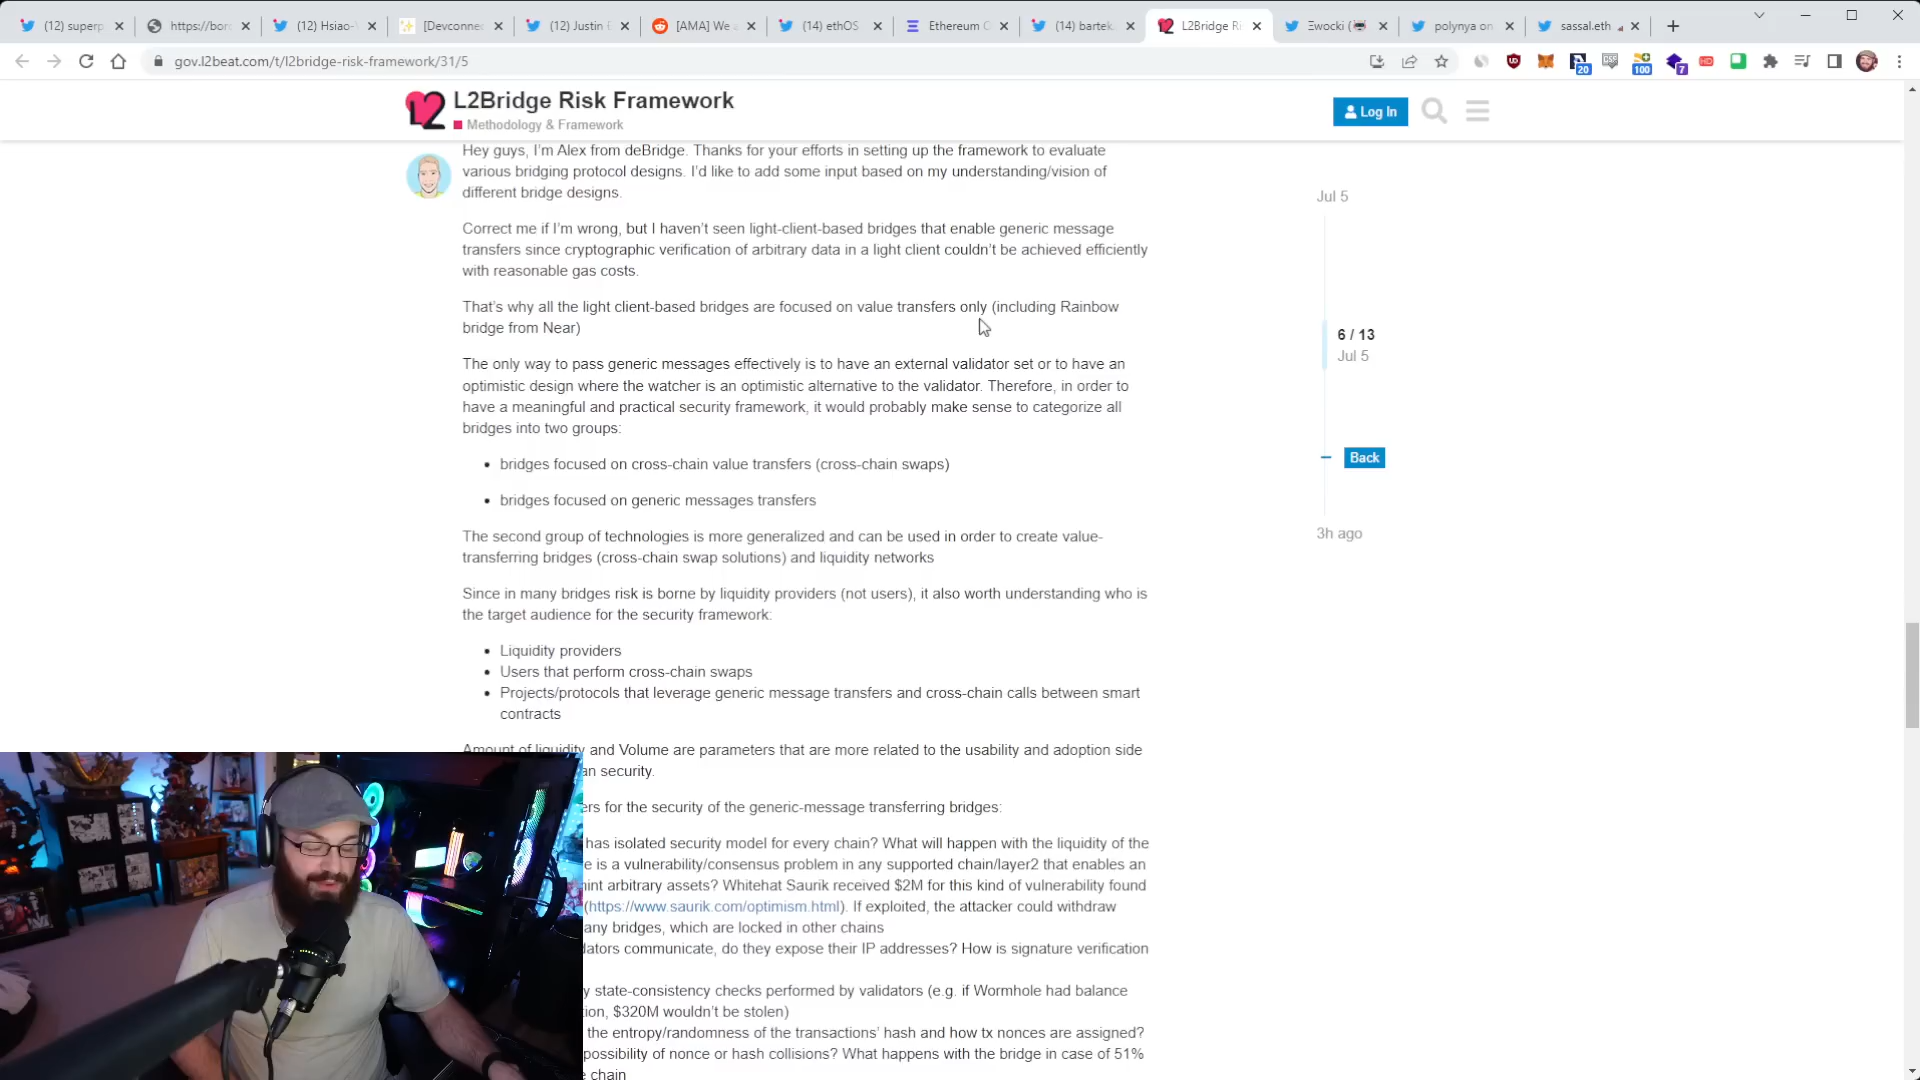 (12) superp
https://bord
(12) Hsiao-
[Devconnec
(12) Justin
[AMA] We a
(14) ethOS
Ethereum C
(14) bartek
L2Bridge Ri
Ξwocki (
polynya on
sassal.eth
gov.l2beat.com/t/l2bridge-risk-framework/31/5
20
100
7
HD
L2Bridge Risk Framework
Methodology & Framework
Log In
Hey guys, I’m Alex from deBridge. Thanks for your efforts in setting up the framework to evaluate
various bridging protocol designs. I’d like to add some input based on my understanding/vision of
different bridge designs.
Correct me if I’m wrong, but I haven’t seen light-client-based bridges that enable generic message
transfers since cryptographic verification of arbitrary data in a light client couldn’t be achieved efficiently
with reasonable gas costs.
That’s why all the light client-based bridges are focused on value transfers only (including Rainbow
bridge from Near)
The only way to pass generic messages effectively is to have an external validator set or to have an
optimistic design where the watcher is an optimistic alternative to the validator. Therefore, in order to
have a meaningful and practical security framework, it would probably make sense to categorize all
bridges into two groups:
• bridges focused on cross-chain value transfers (cross-chain swaps)
• bridges focused on generic messages transfers
The second group of technologies is more generalized and can be used in order to create value-
transferring bridges (cross-chain swap solutions) and liquidity networks
Since in many bridges risk is borne by liquidity providers (not users), it also worth understanding who is
the target audience for the security framework:
• Liquidity providers
• Users that perform cross-chain swaps
• Projects/protocols that leverage generic message transfers and cross-chain calls between smart
contracts
Amount of liquidity and Volume are parameters that are more related to the usability and adoption side
an security.
ers for the security of the generic-message transferring bridges:
has isolated security model for every chain? What will happen with the liquidity of the
e is a vulnerability/consensus problem in any supported chain/layer2 that enables an
int arbitrary assets? Whitehat Saurik received $2M for this kind of vulnerability found
(https://www.saurik.com/optimism.html). If exploited, the attacker could withdraw
any bridges, which are locked in other chains
dators communicate, do they expose their IP addresses? How is signature verification
y state-consistency checks performed by validators (e.g. if Wormhole had balance
tion, $320M wouldn’t be stolen)
the entropy/randomness of the transactions’ hash and how tx nonces are assigned?
possibility of nonce or hash collisions? What happens with the bridge in case of 51%
e chain
Jul 5
6 / 13
Jul 5
Back
3h ago